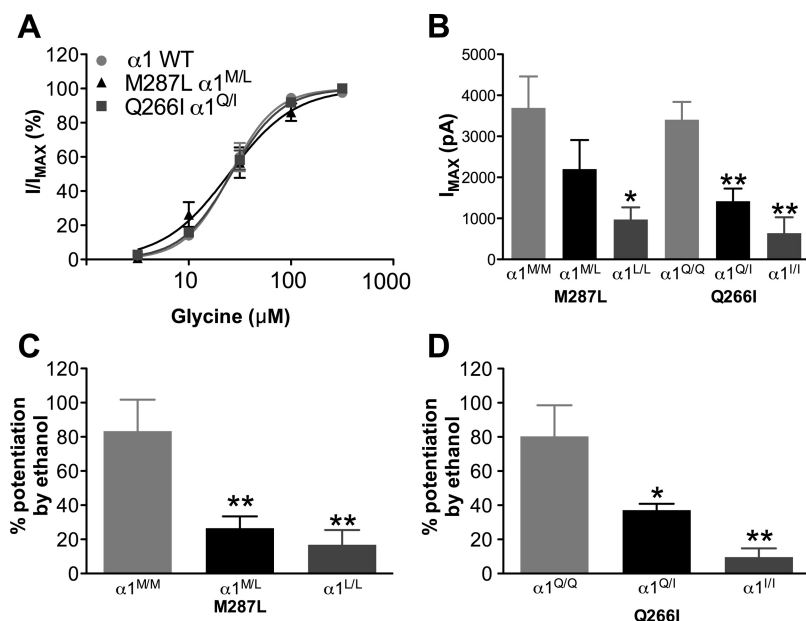 A
α1 WT
M287L α1M/L
Q266I α1Q/I
I/IMAX (%)
120
100
80
60
40
20
0
10
100
1000
Glycine (μM)
B
IMAX (pA)
5000
4000
3000
2000
1000
0
*
**
**
α1M/M
α1M/L
α1L/L
α1Q/Q
α1Q/I
α1I/I
M287L
Q266I
C
% potentiation
by ethanol
120
100
80
60
40
20
0
**
**
α1M/M
α1M/L
α1L/L
M287L
D
% potentiation
by ethanol
120
100
80
60
40
20
0
*
**
α1Q/Q
α1Q/I
α1I/I
Q266I